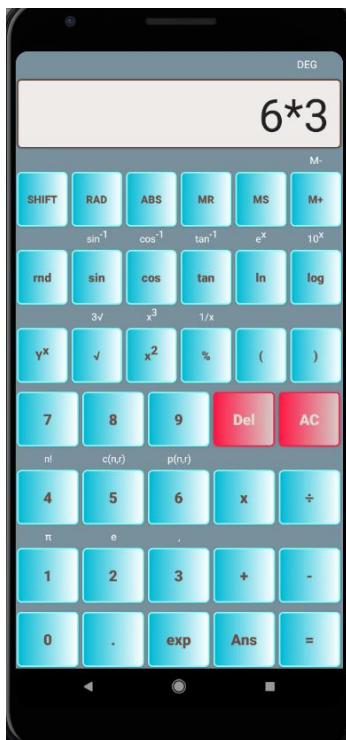 DEG
6*3
M-
SHIFT RAD ABS MR MS M+
sin-1 cos-1 tan-1 eX 10X
rnd sin cos tan ln log
3√ x3 1/x
YX √ x2 % ( )
7 8 9 Del AC
n! c(n,r) p(n,r)
4 5 6 x ÷
π e ,
1 2 3 + -
0 . exp Ans =